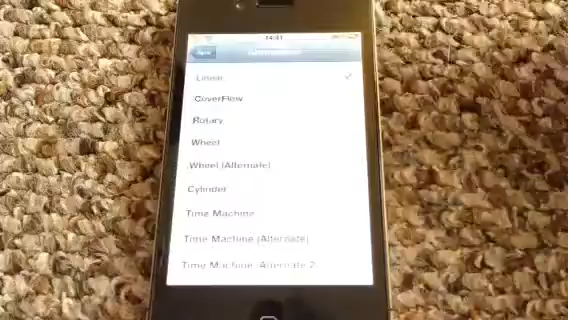 14:41
Linear
CoverFlow
Rotary
Wheel
Wheel (Alternate)
Cylinder
Time Machine
Time Machine (Alternate)
Time Machine Alternate 2